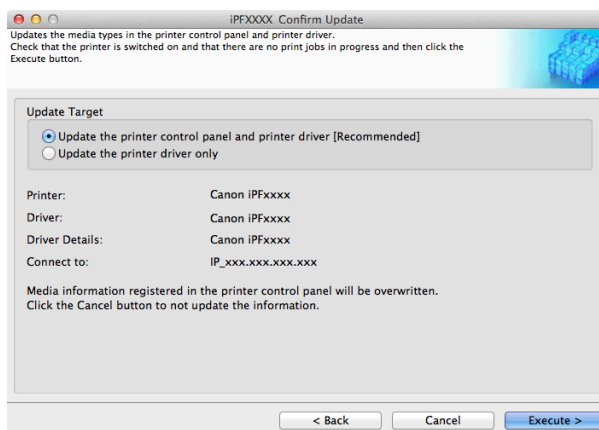 iPFXXXX Confirm Update
Updates the media types in the printer control panel and printer driver.
Check that the printer is switched on and that there are no print jobs in progress and then click the
Execute button.
Update Target
Update the printer control panel and printer driver [Recommended]
Update the printer driver only
Printer: Canon iPFxxxx
Driver: Canon iPFxxxx
Driver Details: Canon iPFxxxx
Connect to: IP_xxx.xxx.xxx.xxx
Media information registered in the printer control panel will be overwritten.
Click the Cancel button to not update the information.
< Back Cancel Execute >